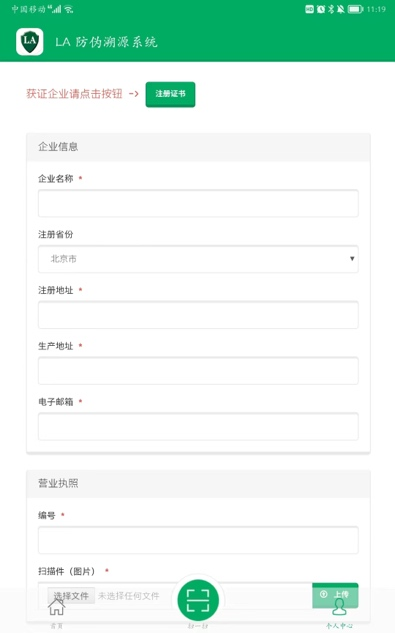 中国移动 4G HD 11:19
LA LA 防伪溯源系统
获证企业请点击按钮 -> 注册证书
企业信息
企业名称 *
注册省份
北京市
注册地址 *
生产地址 *
电子邮箱 *
营业执照
编号 *
扫描件（图片） *
选择文件 未选择任何文件 上传
首页 扫一扫 个人中心